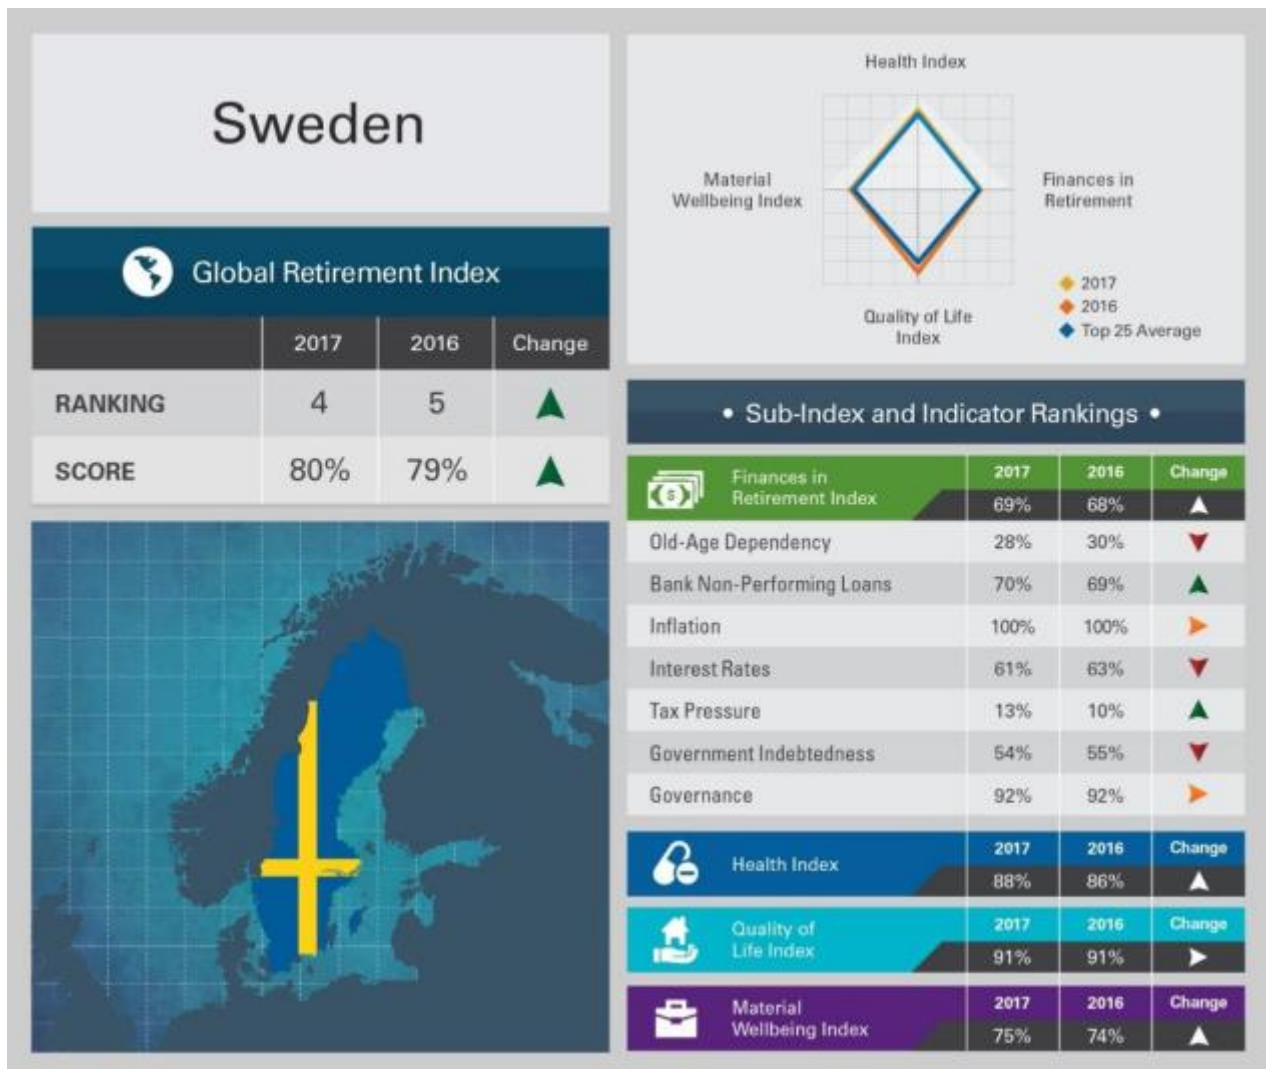 Sweden
Global Retirement Index
2017 2016 Change
RANKING 4 5
SCORE 80% 79%
Health Index
Material
Wellbeing Index
Finances in
Retirement
Quality of Life
Index
2017
2016
Top 25 Average
• Sub-Index and Indicator Rankings •
Finances in
Retirement Index
2017 2016 Change
69% 68%
Old-Age Dependency 28% 30%
Bank Non-Performing Loans 70% 69%
Inflation 100% 100%
Interest Rates 61% 63%
Tax Pressure 13% 10%
Government Indebtedness 54% 55%
Governance 92% 92%
Health Index
2017 2016 Change
88% 86%
Quality of
Life Index
2017 2016 Change
91% 91%
Material
Wellbeing Index
2017 2016 Change
75% 74%